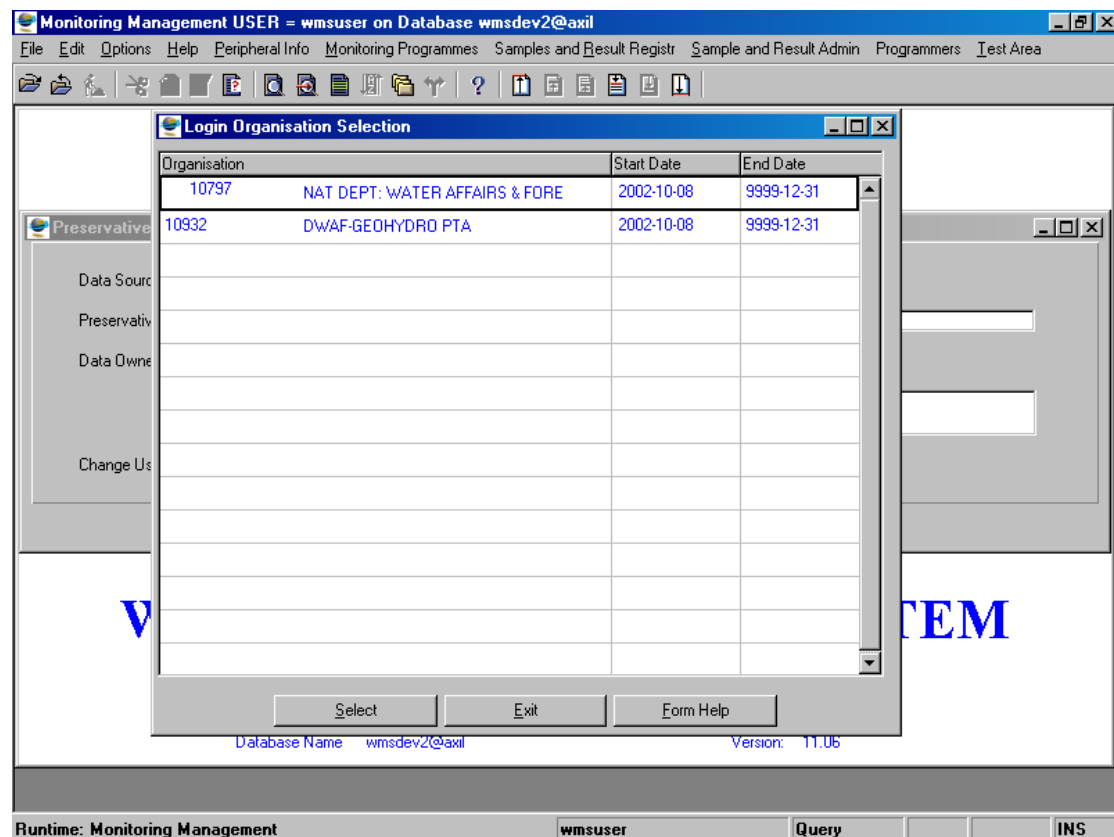 Monitoring Management USER = wmsuser on Database wmsdev2@axil
File Edit Options Help Peripheral Info Monitoring Programmes Samples and Result Registr Sample and Result Admin Programmers Test Area
Login Organisation Selection
Organisation Start Date End Date
10797 NAT DEPT: WATER AFFAIRS & FORE 2002-10-08 9999-12-31
10932 DWAF-GEOHYDRO PTA 2002-10-08 9999-12-31
Preservative
Data Sourc
Preservativ
Data Owne
Change Us
W TEM
Select Exit Form Help
Database Name wmsdev2@axil Version: 11.06
Runtime: Monitoring Management wmsuser Query INS